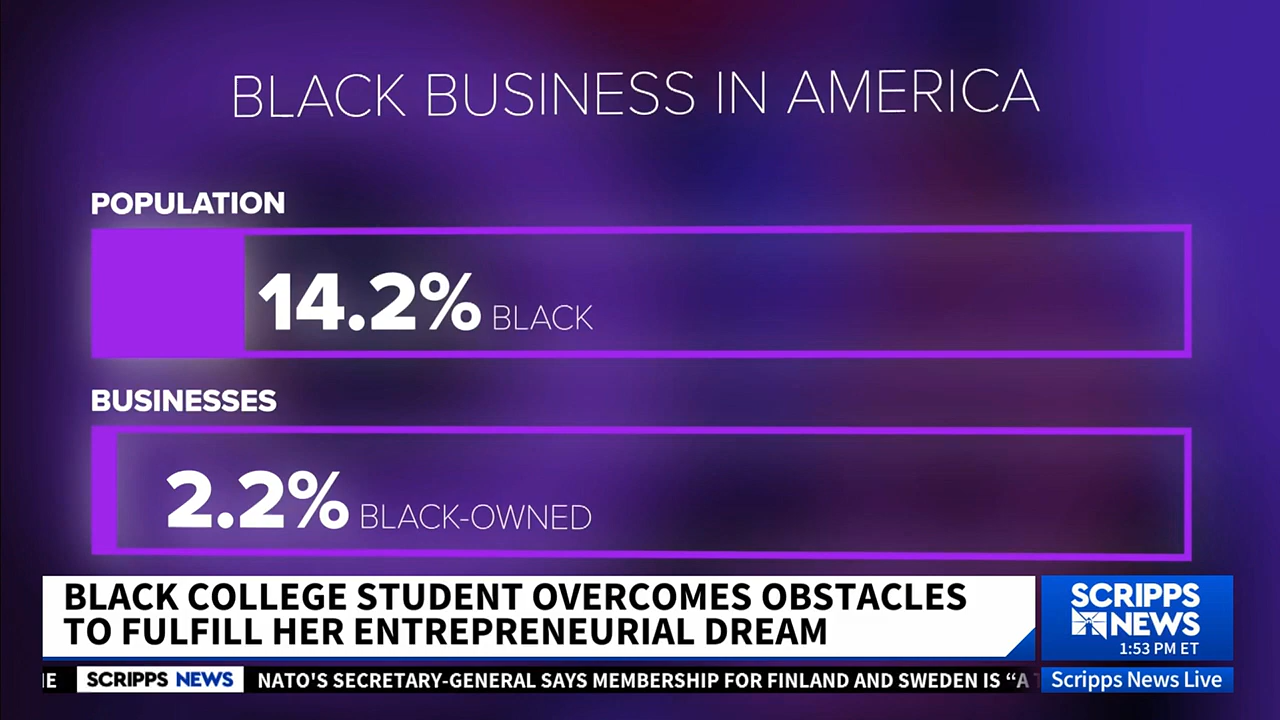 BLACK BUSINESS IN AMERICA
POPULATION
14.2% BLACK
BUSINESSES
2.2% BLACK-OWNED
BLACK COLLEGE STUDENT OVERCOMES OBSTACLES
TO FULFILL HER ENTREPRENEURIAL DREAM
SCRIPPS
NEWS
1:53 PM ET
SCRIPPS NEWS NATO'S SECRETARY-GENERAL SAYS MEMBERSHIP FOR FINLAND AND SWEDEN IS “A
Scripps News Live